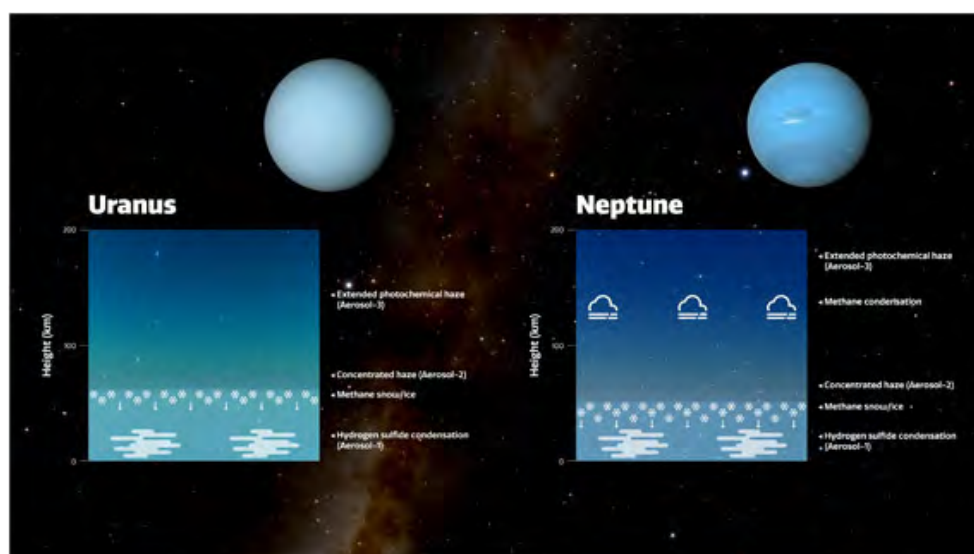 Uranus
200
Height (km)
100
0
Extended photochemical haze
(Aerosol-3)
Concentrated haze (Aerosol-2)
Methane snow/ice
Hydrogen sulfide condensation
(Aerosol-1)
Neptune
200
Height (km)
100
0
Extended photochemical haze
(Aerosol-3)
Methane condensation
Concentrated haze (Aerosol-2)
Methane snow/ice
Hydrogen sulfide condensation
(Aerosol-1)